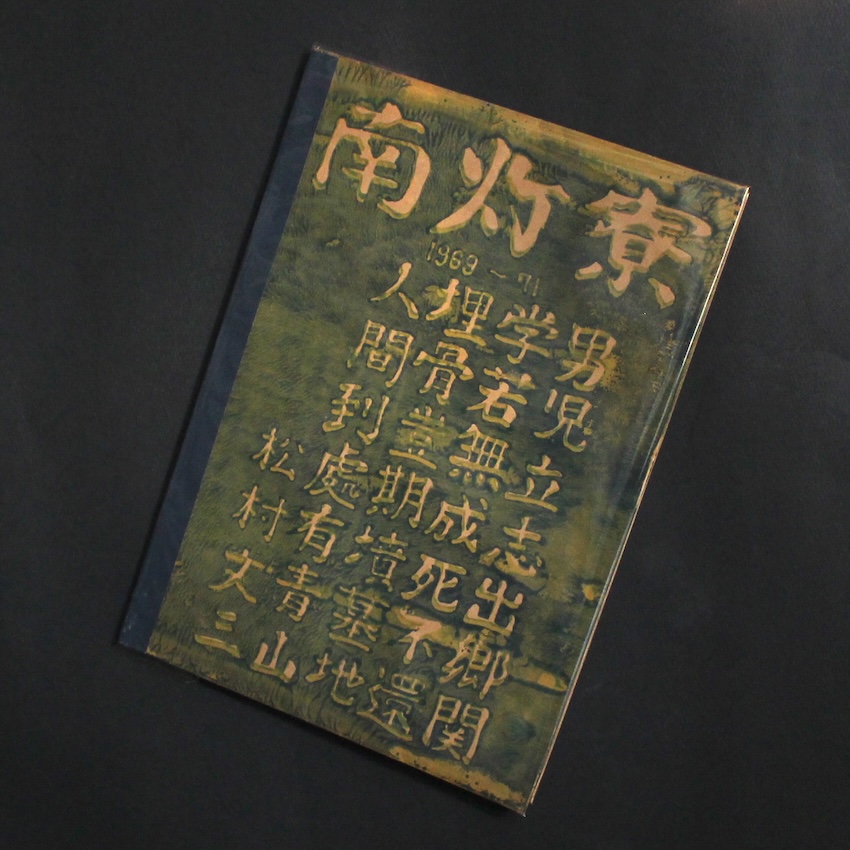 南灯寮
1969～71
男児立志出郷関
学若無成死不還
埋骨豈期墳墓地
人間到處有青山
松村文三